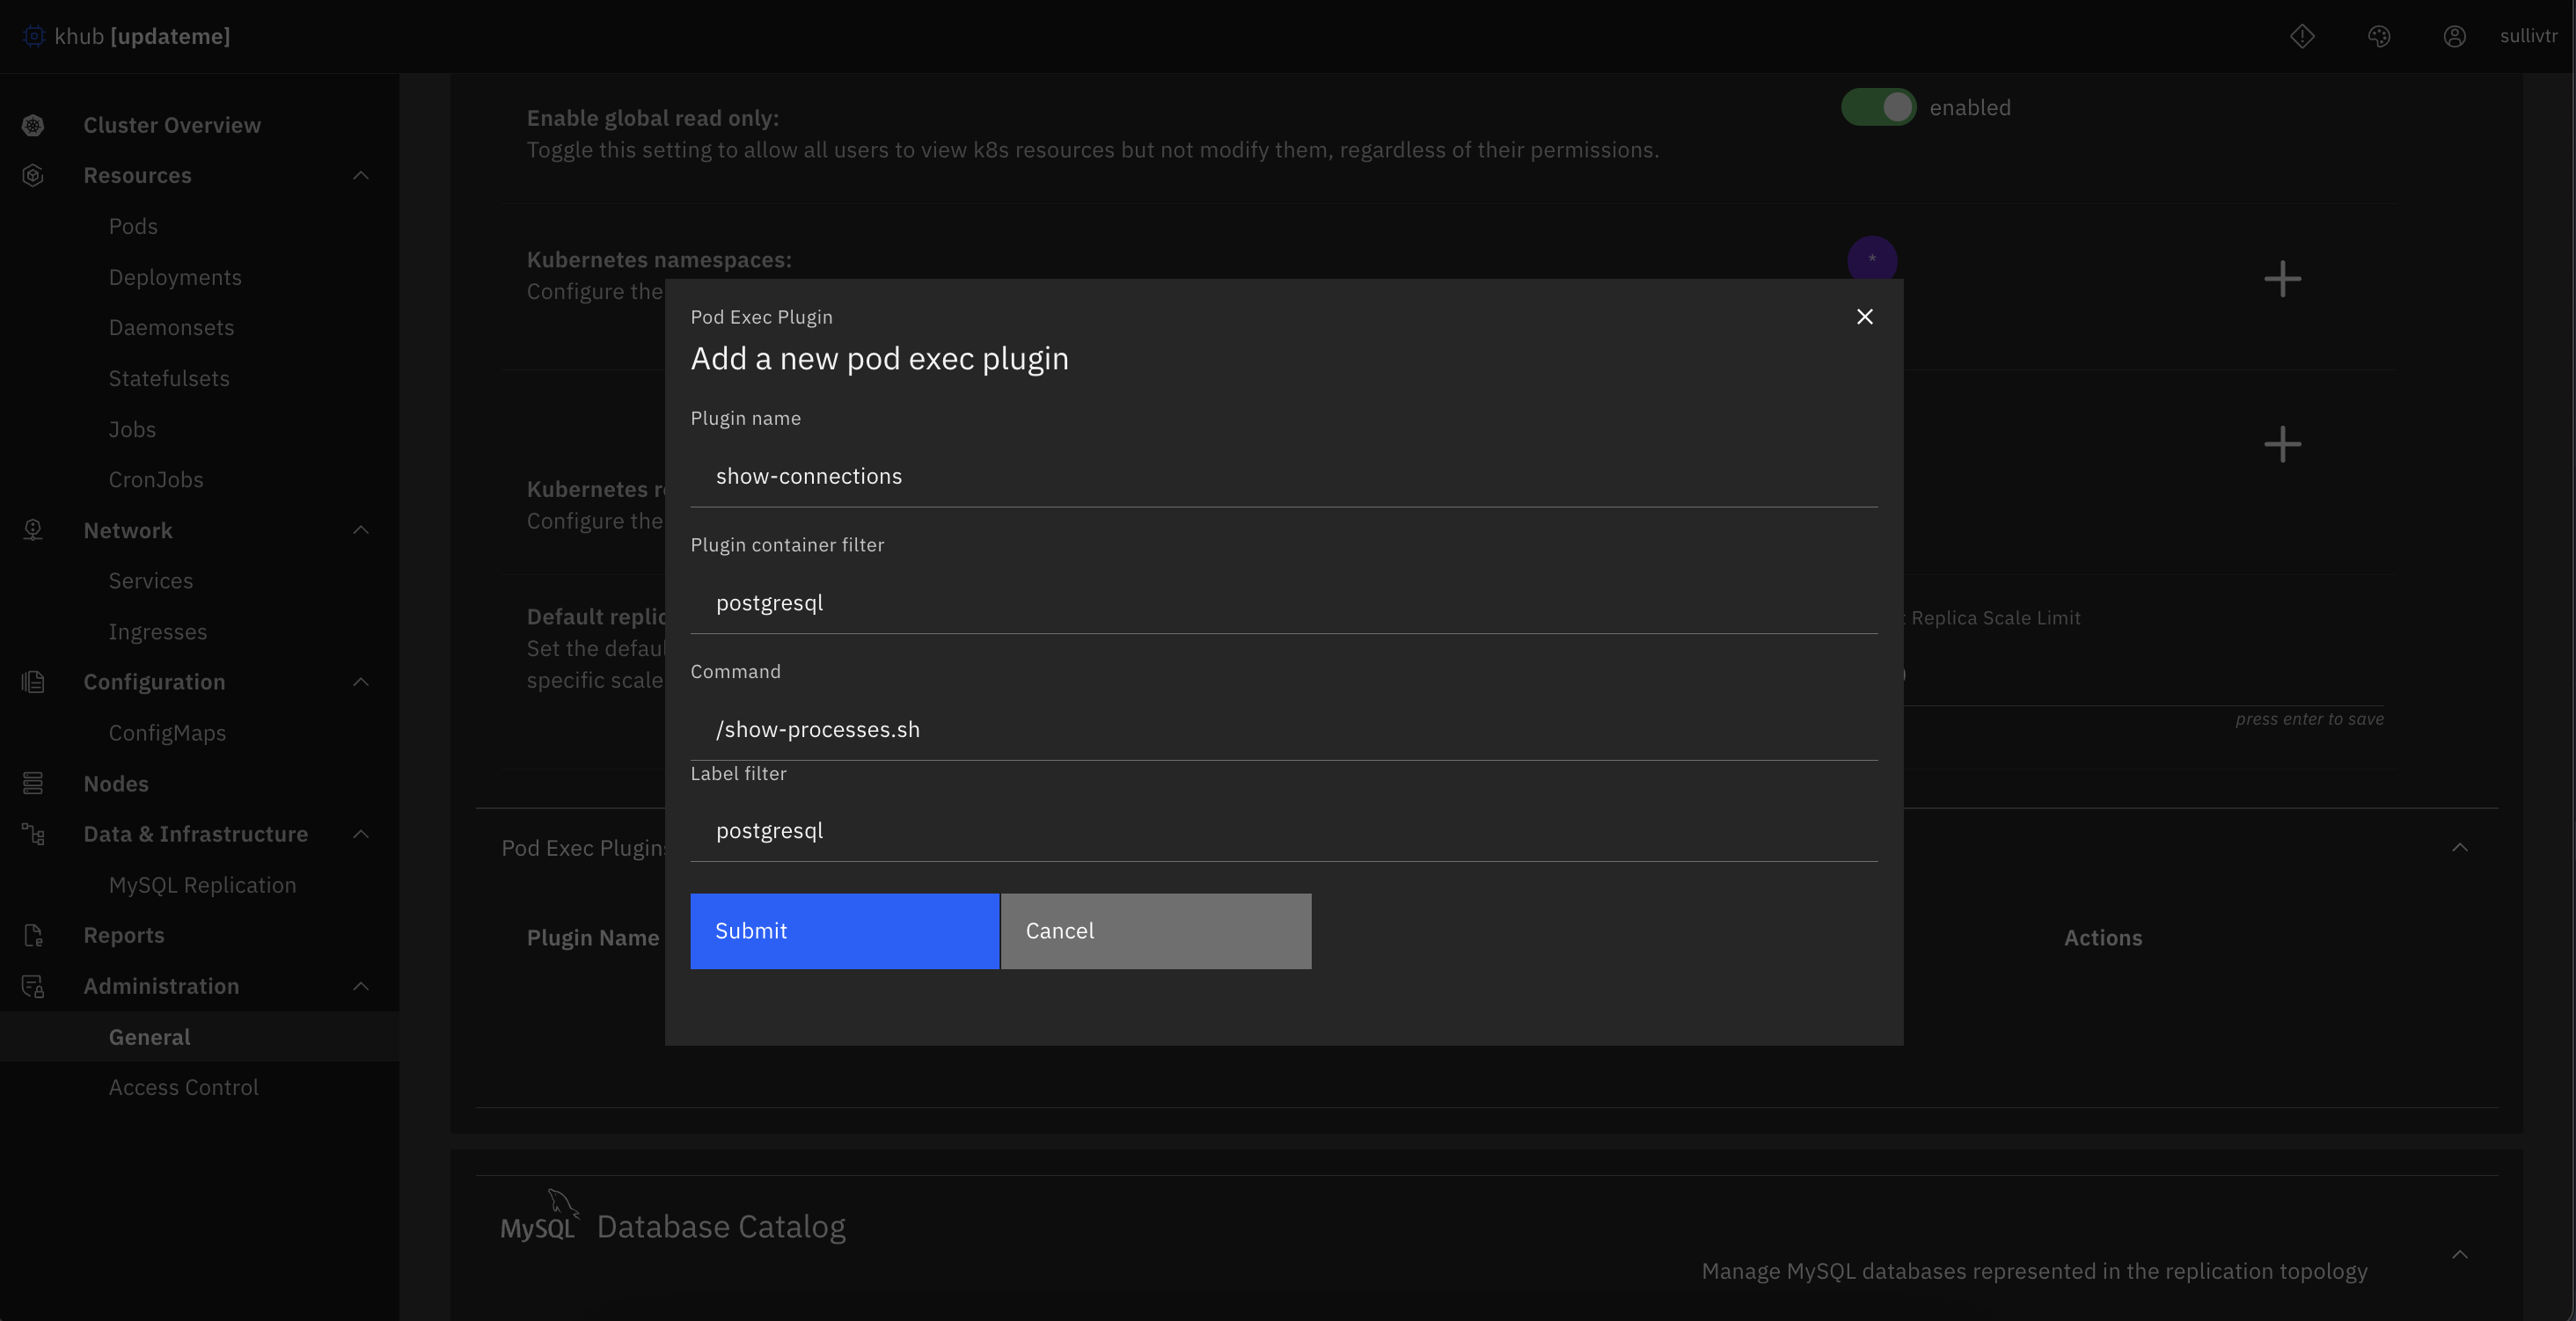 khub [updateme]
sullivtr
Cluster Overview
Resources
Pods
Deployments
Daemonsets
Statefulsets
Jobs
CronJobs
Network
Services
Ingresses
Configuration
ConfigMaps
Nodes
Data & Infrastructure
MySQL Replication
Reports
Administration
General
Access Control
Enable global read only:
Toggle this setting to allow all users to view k8s resources but not modify them, regardless of their permissions.
enabled
Kubernetes namespaces:
Configure the
*
Kubernetes
Configure the
Default
Set the
specific scale
Replica Scale Limit
press enter to save
Pod Exec Plugins
Plugin Name
Actions
Pod Exec Plugin
Add a new pod exec plugin
Plugin name
show-connections
Plugin container filter
postgresql
Command
/show-processes.sh
Label filter
postgresql
Submit
Cancel
MySQL Database Catalog
Manage MySQL databases represented in the replication topology